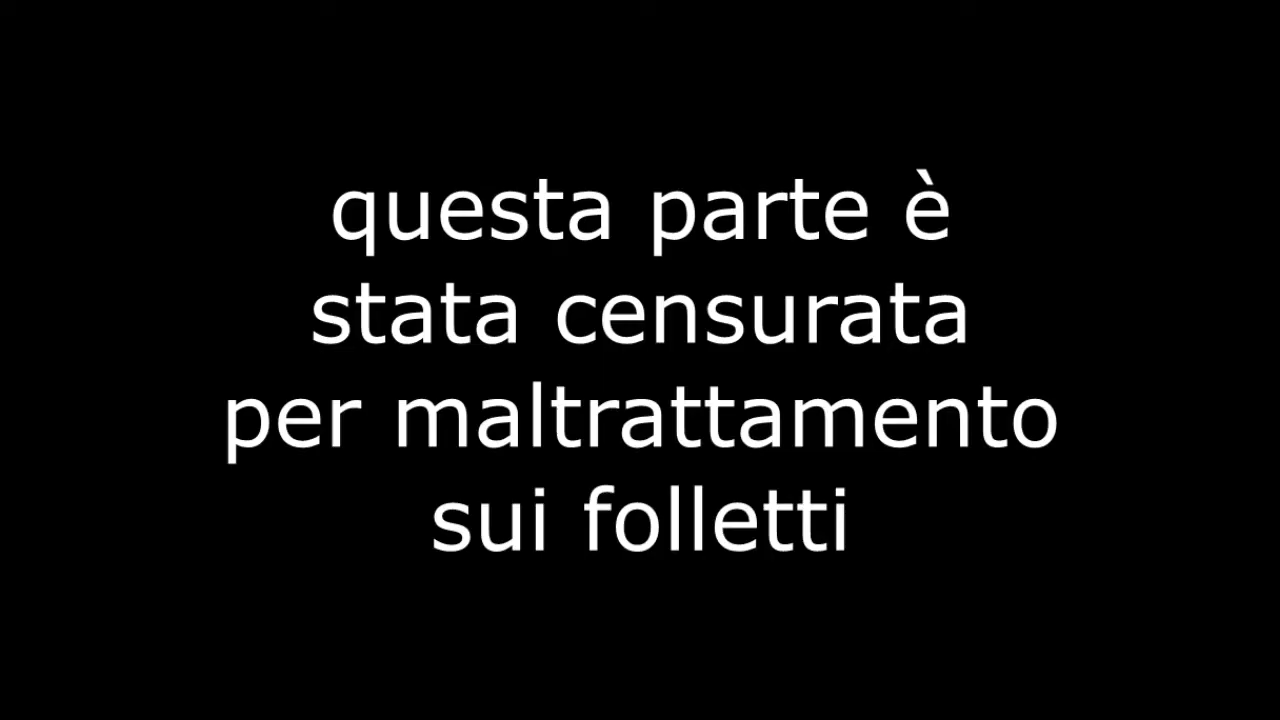 questa parte è
stata censurata
per maltrattamento
sui folletti